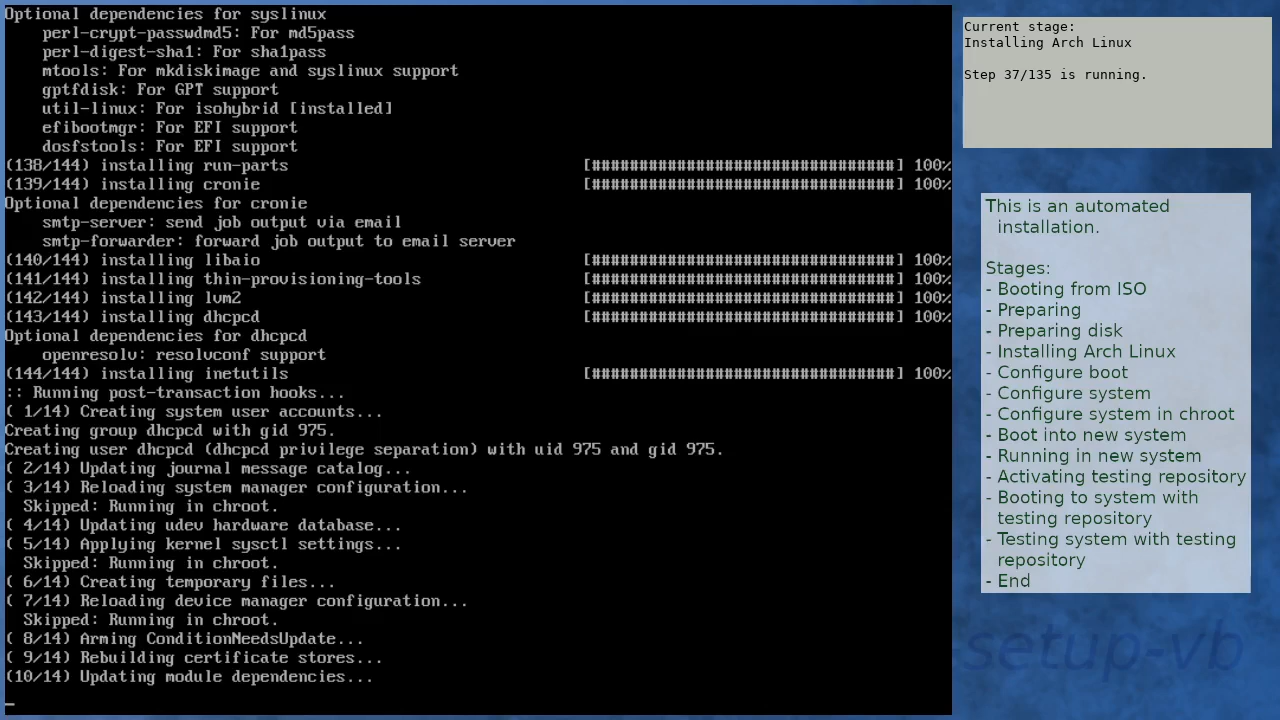 Optional dependencies for syslinux
perl-crypt-passwdmd5: For md5pass
perl-digest-sha1: For sha1pass
mtools: For mkdiskimage and syslinux support
gptfdisk: For GPT support
util-linux: For isohybrid [installed]
efibootmgr: For EFI support
dosfstools: For EFI support
(138/144) installing run-parts [################################] 100%
(139/144) installing cronie [################################] 100%
Optional dependencies for cronie
smtp-server: send job output via email
smtp-forwarder: forward job output to email server
(140/144) installing libaio [################################] 100%
(141/144) installing thin-provisioning-tools [################################] 100%
(142/144) installing lvm2 [################################] 100%
(143/144) installing dhcpcd [################################] 100%
Optional dependencies for dhcpcd
openresolv: resolvconf support
(144/144) installing inetutils [################################] 100%
:: Running post-transaction hooks...
( 1/14) Creating system user accounts...
Creating group dhcpcd with gid 975.
Creating user dhcpcd (dhcpcd privilege separation) with uid 975 and gid 975.
( 2/14) Updating journal message catalog...
( 3/14) Reloading system manager configuration...
Skipped: Running in chroot.
( 4/14) Updating udev hardware database...
( 5/14) Applying kernel sysctl settings...
Skipped: Running in chroot.
( 6/14) Creating temporary files...
( 7/14) Reloading device manager configuration...
Skipped: Running in chroot.
( 8/14) Arming ConditionNeedsUpdate...
( 9/14) Rebuilding certificate stores...
(10/14) Updating module dependencies...
_
Current stage:
Installing Arch Linux
Step 37/135 is running.
This is an automated
installation.
Stages:
- Booting from ISO
- Preparing
- Preparing disk
- Installing Arch Linux
- Configure boot
- Configure system
- Configure system in chroot
- Boot into new system
- Running in new system
- Activating testing repository
- Booting to system with
testing repository
- Testing system with testing
repository
- End
setup-vb